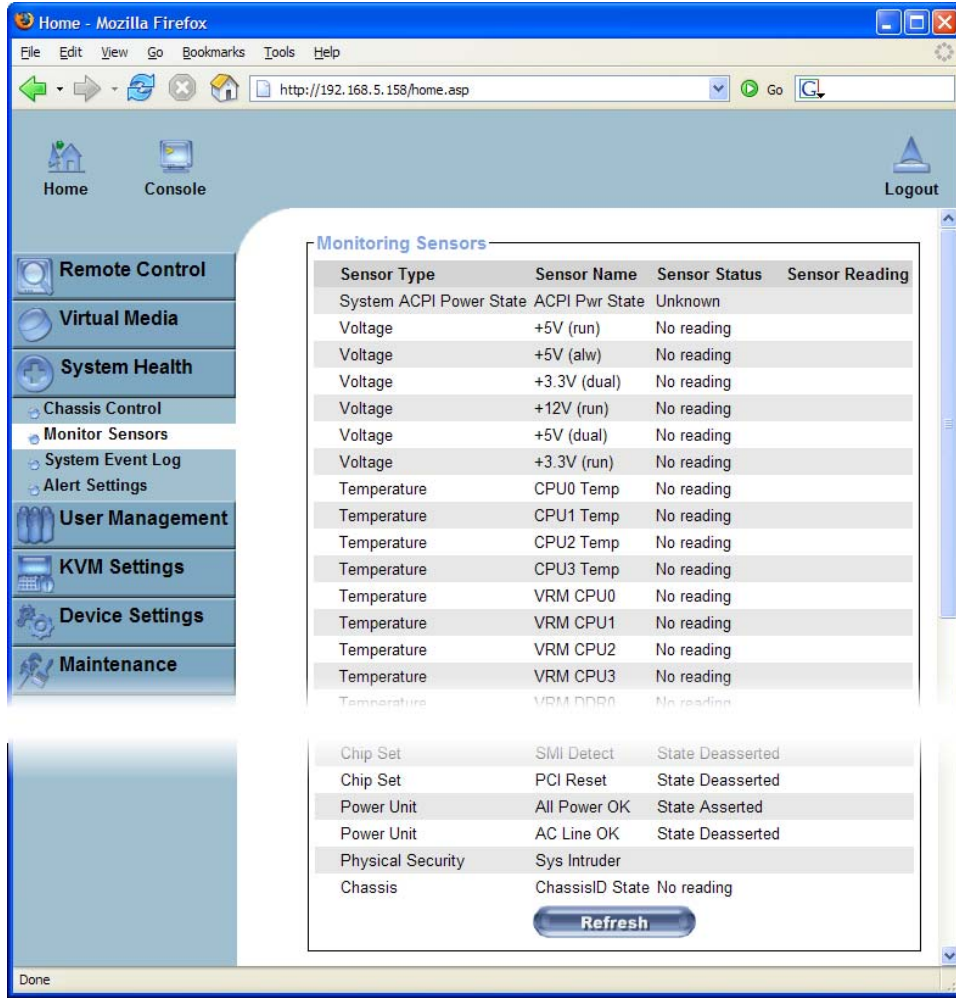 Home - Mozilla Firefox
File Edit View Go Bookmarks Tools Help
http://192.168.5.158/home.asp Go G
Home Console Logout
Remote Control
Virtual Media
System Health
Chassis Control
Monitor Sensors
System Event Log
Alert Settings
User Management
KVM Settings
Device Settings
Maintenance
Monitoring Sensors
Sensor Type Sensor Name Sensor Status Sensor Reading
System ACPI Power State ACPI Pwr State Unknown
Voltage +5V (run) No reading
Voltage +5V (alw) No reading
Voltage +3.3V (dual) No reading
Voltage +12V (run) No reading
Voltage +5V (dual) No reading
Voltage +3.3V (run) No reading
Temperature CPU0 Temp No reading
Temperature CPU1 Temp No reading
Temperature CPU2 Temp No reading
Temperature CPU3 Temp No reading
Temperature VRM CPU0 No reading
Temperature VRM CPU1 No reading
Temperature VRM CPU2 No reading
Temperature VRM CPU3 No reading
Temperature VRM DDR0 No reading
Chip Set SMI Detect State Deasserted
Chip Set PCI Reset State Deasserted
Power Unit All Power OK State Asserted
Power Unit AC Line OK State Deasserted
Physical Security Sys Intruder
Chassis ChassisID State No reading
Refresh
Done